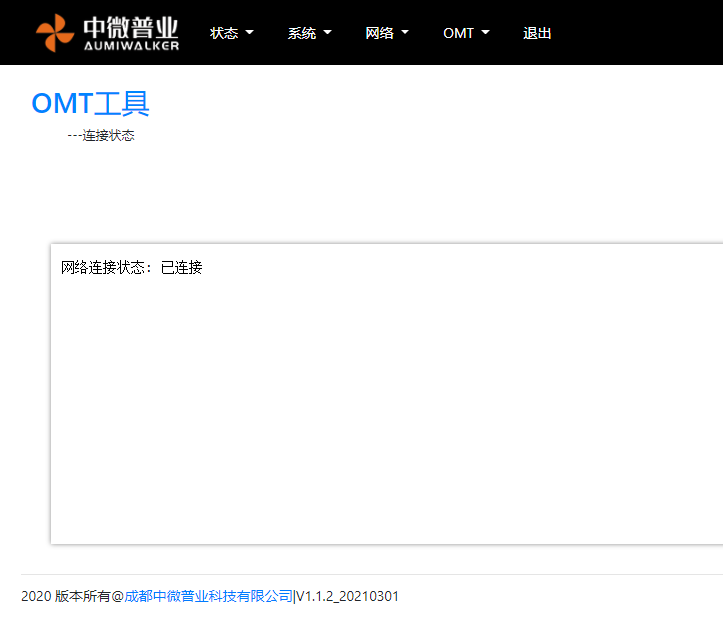 中微普业 AUMIWALKER 状态 系统 网络 OMT 退出
OMT工具
---连接状态
网络连接状态：已连接
2020 版本所有@成都中微普业科技有限公司|V1.1.2_20210301